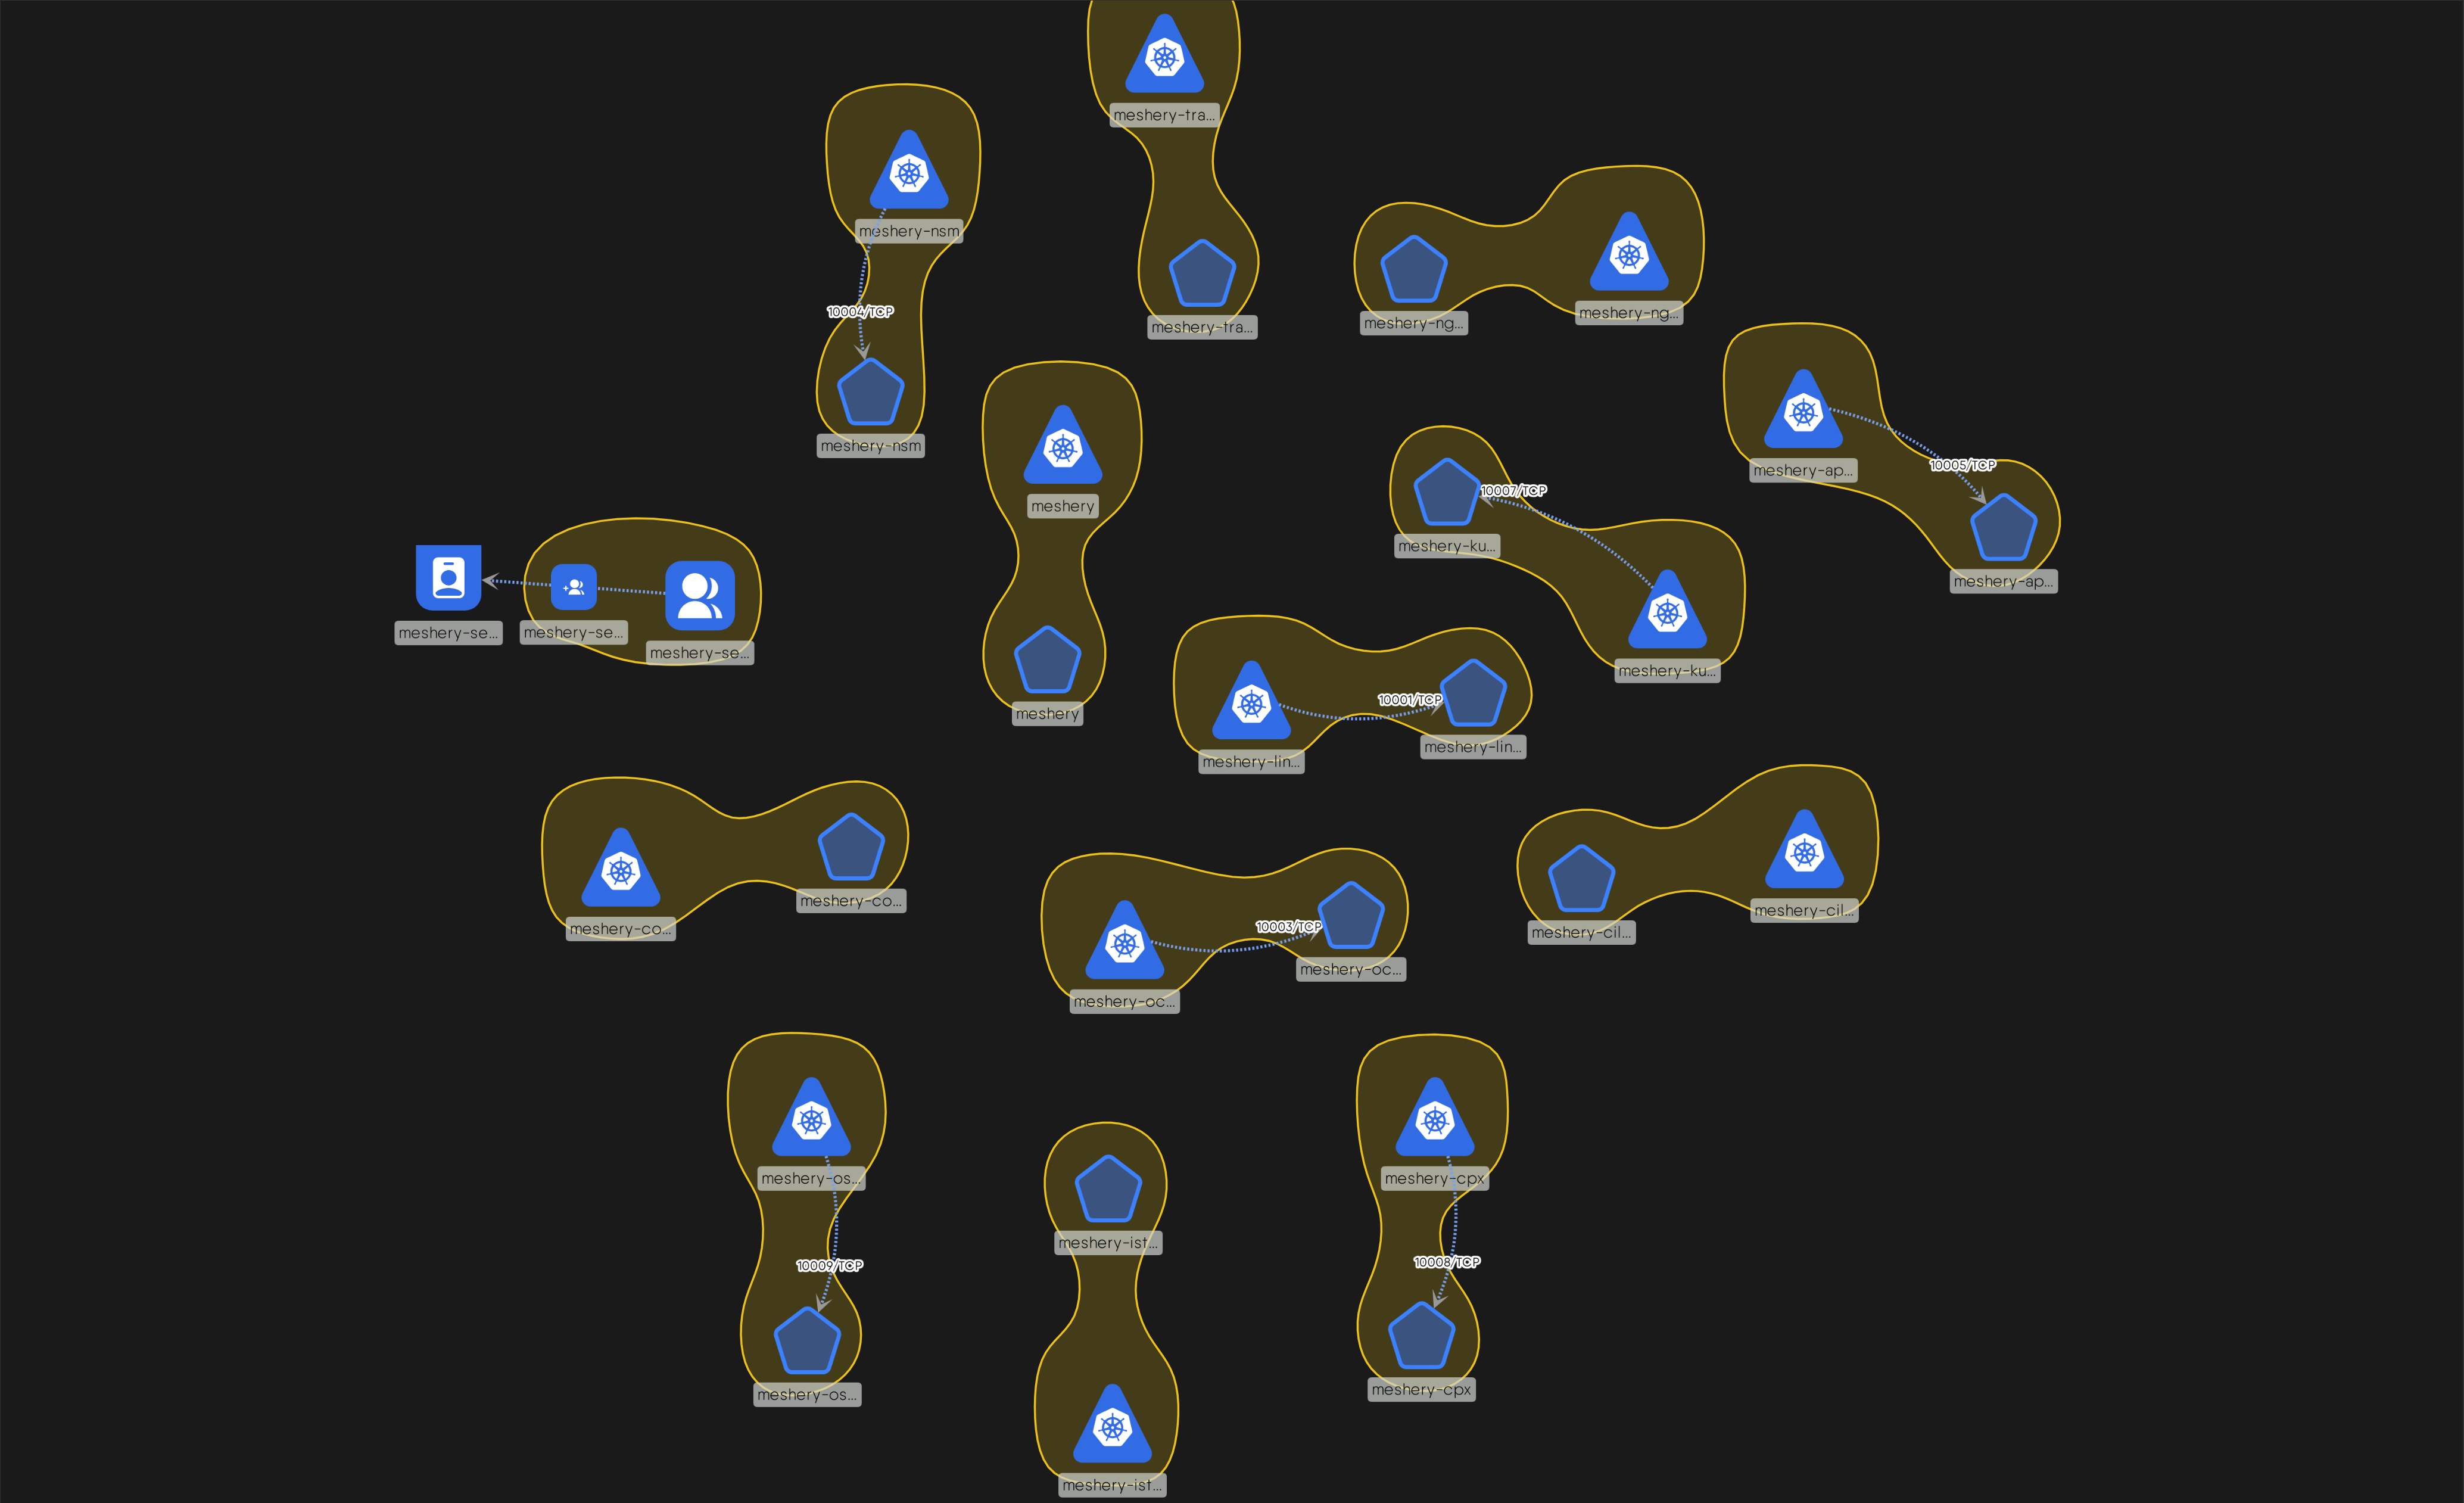 meshery-tra...
meshery-nsm
10004/TCP
meshery-nsm
meshery-tra...
meshery-ng...
meshery-ng...
meshery-ap...
10005/TCP
meshery-ap...
meshery
meshery
meshery-ku...
10007/TCP
meshery-ku...
meshery-se...
meshery-se...
meshery-se...
meshery-lin...
10001/TCP
meshery-lin...
meshery-co...
meshery-co...
meshery-oc...
10003/TCP
meshery-oc...
meshery-cil...
meshery-cil...
meshery-os...
10009/TCP
meshery-os...
meshery-ist...
meshery-ist...
meshery-cpx
10008/TCP
meshery-cpx